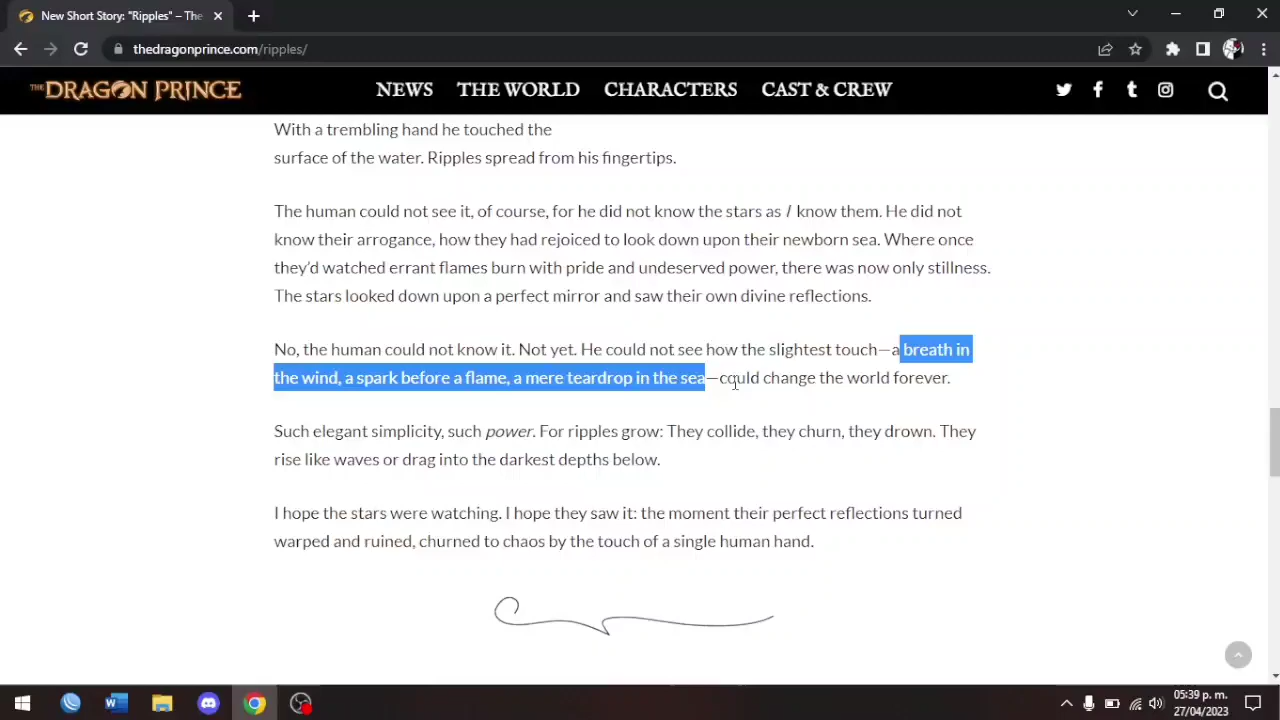 New Short Story: "Ripples" – The
thedragonprince.com/ripples/
THE DRAGON PRINCE
NEWS THE WORLD CHARACTERS CAST & CREW
With a trembling hand he touched the
surface of the water. Ripples spread from his fingertips.
The human could not see it, of course, for he did not know the stars as I know them. He did not
know their arrogance, how they had rejoiced to look down upon their newborn sea. Where once
they’d watched errant flames burn with pride and undeserved power, there was now only stillness.
The stars looked down upon a perfect mirror and saw their own divine reflections.
No, the human could not know it. Not yet. He could not see how the slightest touch—a breath in
the wind, a spark before a flame, a mere teardrop in the sea—could change the world forever.
Such elegant simplicity, such power. For ripples grow: They collide, they churn, they drown. They
rise like waves or drag into the darkest depths below.
I hope the stars were watching. I hope they saw it: the moment their perfect reflections turned
warped and ruined, churned to chaos by the touch of a single human hand.
05:39 p. m.
27/04/2023